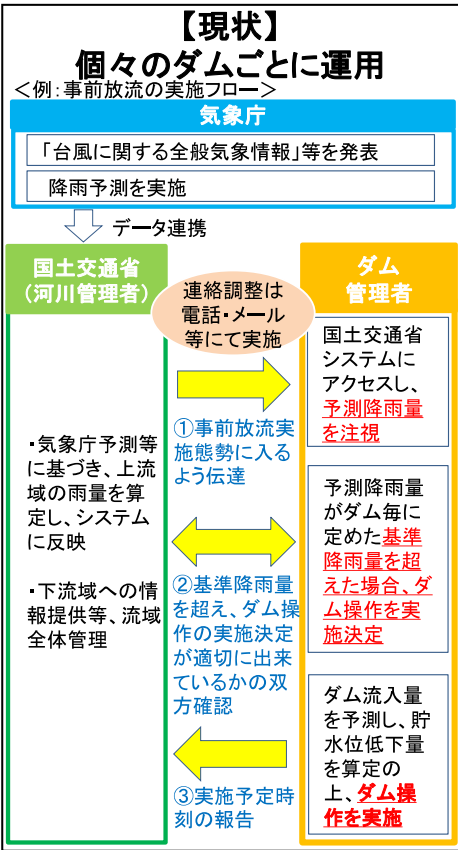 【現状】
個々のダムごとに運用
＜例：事前放流の実施フロー＞
気象庁
「台風に関する全般気象情報」等を発表
降雨予測を実施
データ連携
国土交通省
（河川管理者）
・気象庁予測等
に基づき、上流
域の雨量を算
定し、システム
に反映
・下流域への情
報提供等、流域
全体管理
連絡調整は
電話・メール
等にて実施
①事前放流実
施態勢に入る
よう伝達
②基準降雨量
を超え、ダム操
作の実施決定
が適切に出来
ているかの双
方確認
③実施予定時
刻の報告
ダム
管理者
国土交通省
システムに
アクセスし、
予測降雨量
を注視
予測降雨量
がダム毎に
定めた基準
降雨量を超
えた場合、ダ
ム操作を実
施決定
ダム流入量
を予測し、貯
水位低下量
を算定の
上、ダム操
作を実施